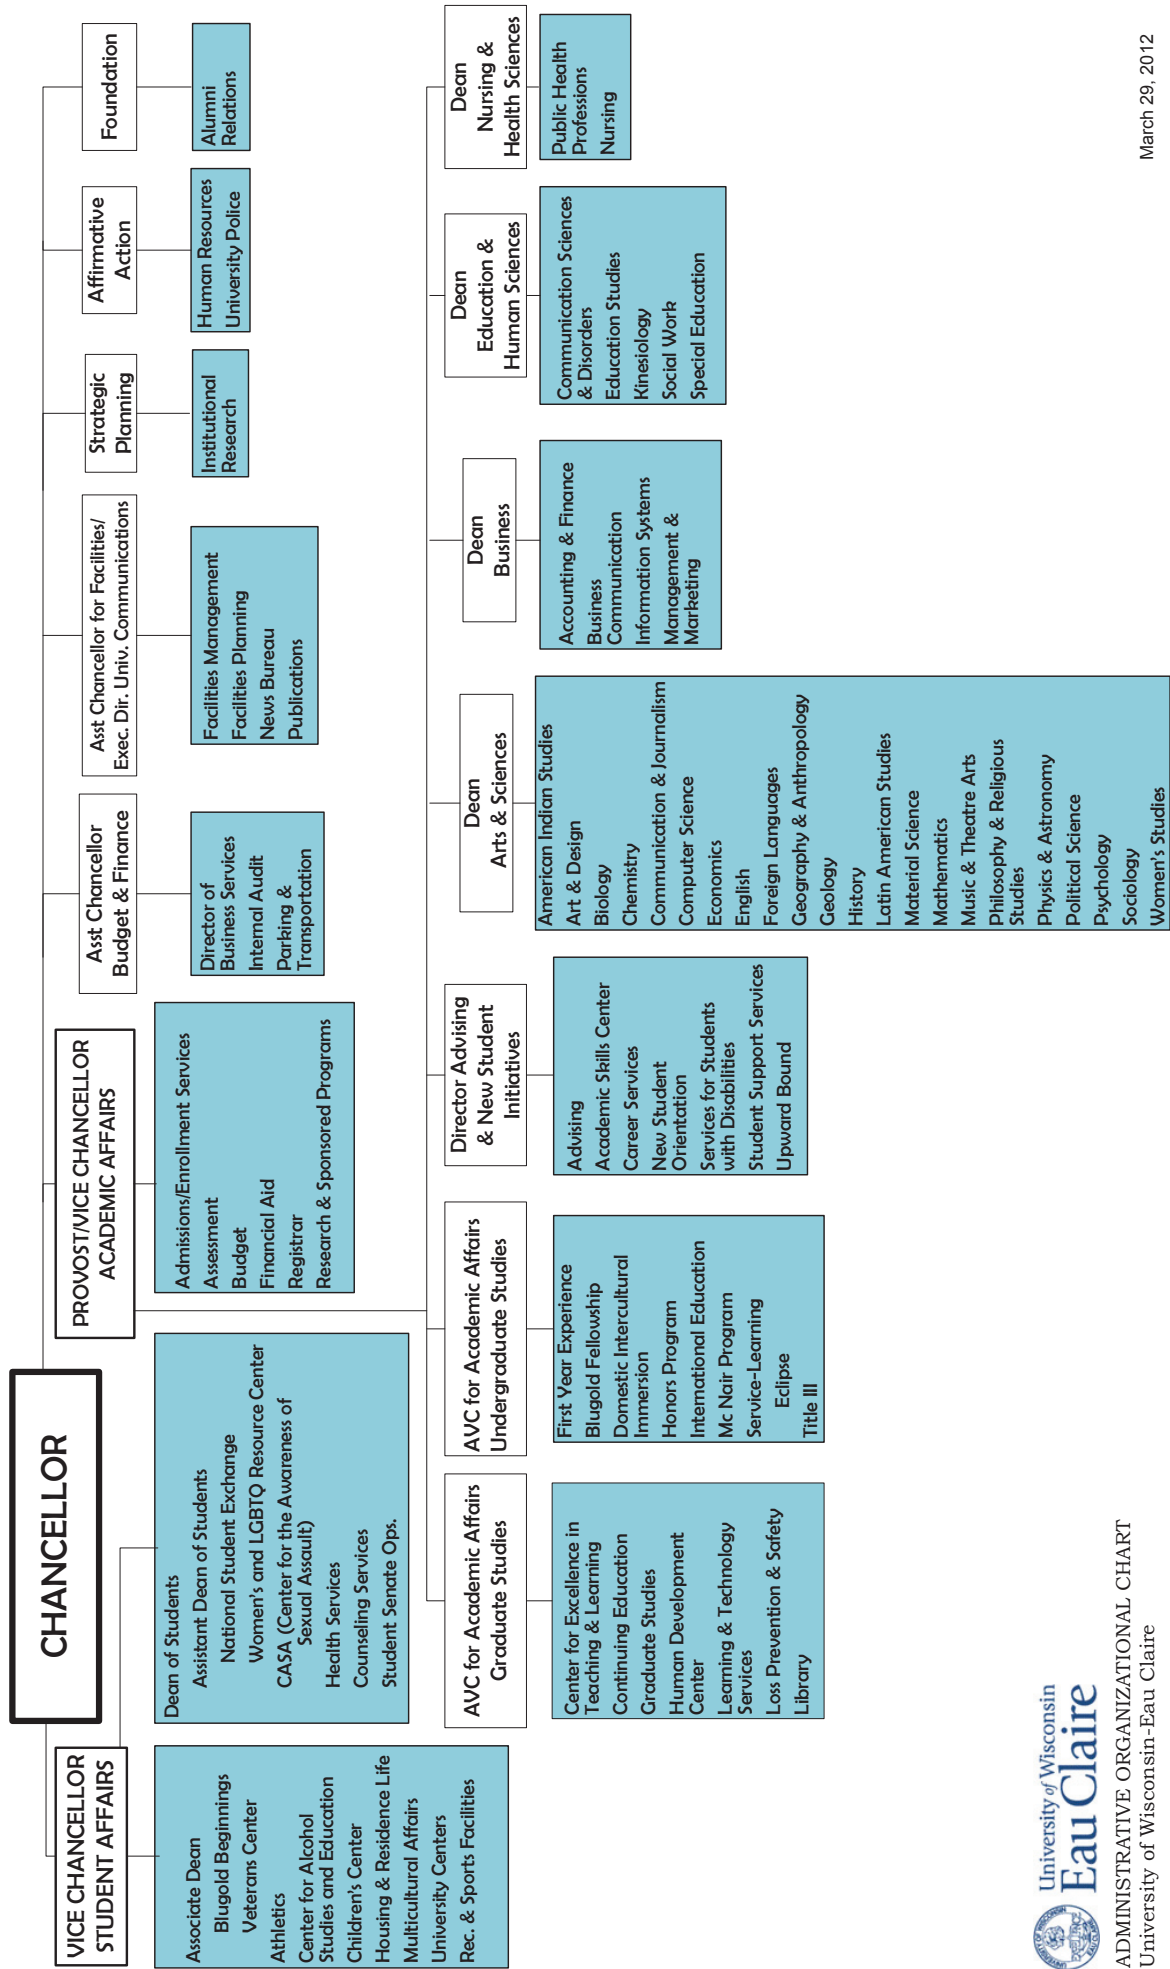 CHANCELLOR
VICE CHANCELLOR
STUDENT AFFAIRS
Associate Dean
Blugold Beginnings
Veterans Center
Athletics
Center for Alcohol
Studies and Education
Children's Center
Housing & Residence Life
Multicultural Affairs
University Centers
Rec. & Sports Facilities
Dean of Students
Assistant Dean of Students
National Student Exchange
Women's and LGBTQ Resource Center
CASA (Center for the Awareness of
Sexual Assault)
Health Services
Counseling Services
Student Senate Ops.
PROVOST/VICE CHANCELLOR
ACADEMIC AFFAIRS
Admissions/Enrollment Services
Assessment
Budget
Financial Aid
Registrar
Research & Sponsored Programs
Asst Chancellor
Budget & Finance
Director of
Business Services
Internal Audit
Parking &
Transportation
Asst Chancellor for Facilities/
Exec. Dir. Univ. Communications
Facilities Management
Facilities Planning
News Bureau
Publications
Strategic
Planning
Institutional
Research
Affirmative
Action
Human Resources
University Police
Foundation
Alumni
Relations
AVC for Academic Affairs
Graduate Studies
Center for Excellence in
Teaching & Learning
Continuing Education
Graduate Studies
Human Development
Center
Learning & Technology
Services
Loss Prevention & Safety
Library
AVC for Academic Affairs
Undergraduate Studies
First Year Experience
Blugold Fellowship
Domestic Intercultural
Immersion
Honors Program
International Education
Mc Nair Program
Service-Learning
Eclipse
Title III
Director Advising
& New Student
Initiatives
Advising
Academic Skills Center
Career Services
New Student
Orientation
Services for Students
with Disabilities
Student Support Services
Upward Bound
Dean
Arts & Sciences
American Indian Studies
Art & Design
Biology
Chemistry
Communication & Journalism
Computer Science
Economics
English
Foreign Languages
Geography & Anthropology
Geology
History
Latin American Studies
Material Science
Mathematics
Music & Theatre Arts
Philosophy & Religious
Studies
Physics & Astronomy
Political Science
Psychology
Sociology
Women's Studies
Dean
Business
Accounting & Finance
Business
Communication
Information Systems
Management &
Marketing
Dean
Education &
Human Sciences
Communication Sciences
& Disorders
Education Studies
Kinesiology
Social Work
Special Education
Dean
Nursing &
Health Sciences
Public Health
Professions
Nursing
University of Wisconsin
Eau Claire
ADMINISTRATIVE ORGANIZATIONAL CHART
University of Wisconsin-Eau Claire
March 29, 2012